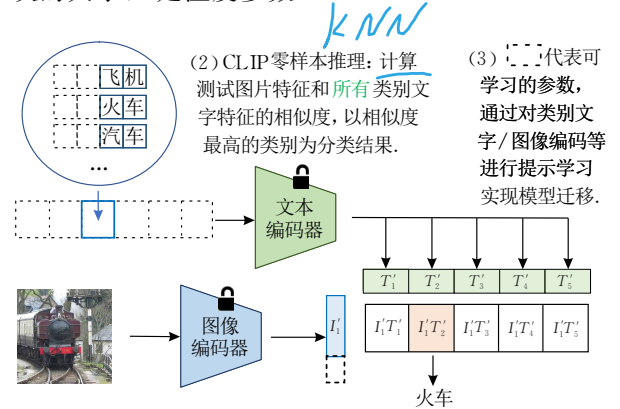 KNN
飞机
火车
汽车
...
(2)CLIP零样本推理:计算
测试图片特征和所有类别文
字特征的相似度,以相似度
最高的类别为分类结果.
(3) 代表可
学习的参数,
通过对类别文
字/图像编码等
进行提示学习
实现模型迁移.
文本
编码器
T′₁ T′₂ T′₃ T′₄ T′₅
图像
编码器
I′₁
I′₁T′₁ I′₁T′₂ I′₁T′₃ I′₁T′₄ I′₁T′₅
火车